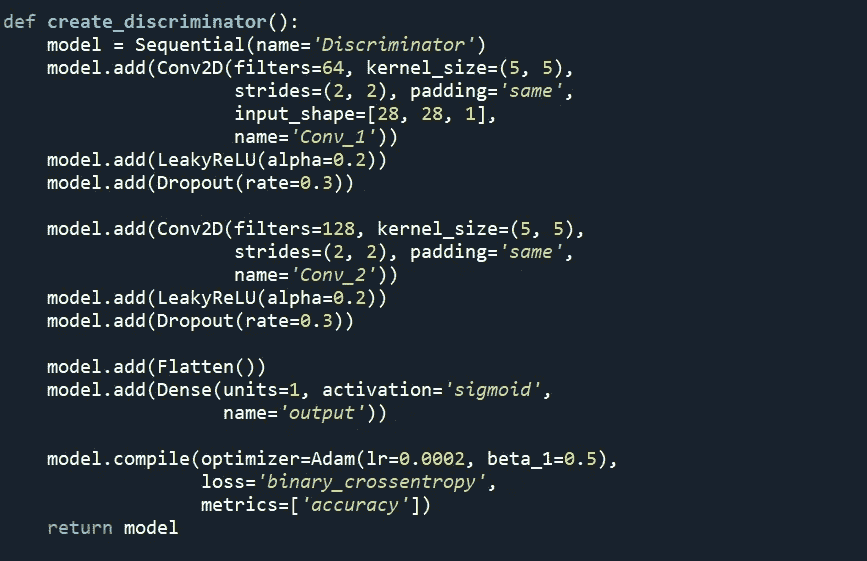 def create_discriminator():
    model = Sequential(name='Discriminator')
    model.add(Conv2D(filters=64, kernel_size=(5, 5),
                     strides=(2, 2), padding='same',
                     input_shape=[28, 28, 1],
                     name='Conv_1'))
    model.add(LeakyReLU(alpha=0.2))
    model.add(Dropout(rate=0.3))

    model.add(Conv2D(filters=128, kernel_size=(5, 5),
                     strides=(2, 2), padding='same',
                     name='Conv_2'))
    model.add(LeakyReLU(alpha=0.2))
    model.add(Dropout(rate=0.3))

    model.add(Flatten())
    model.add(Dense(units=1, activation='sigmoid',
                    name='output'))

    model.compile(optimizer=Adam(lr=0.0002, beta_1=0.5),
                  loss='binary_crossentropy',
                  metrics=['accuracy'])
    return model